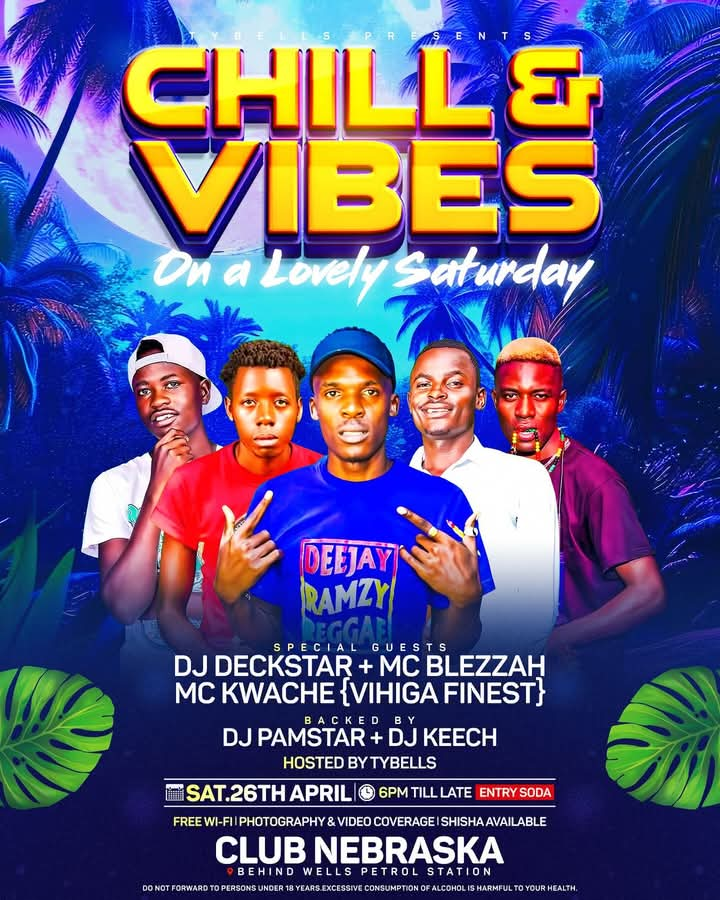 TYBELLS PRESENTS
CHILL &
VIBES
On a Lovely Saturday
DEEJAY
RAMZY
REGGAE
SPECIAL GUESTS
DJ DECKSTAR + MC BLEZZAH
MC KWACHE {VIHIGA FINEST}
BACKED BY
DJ PAMSTAR + DJ KEECH
HOSTED BY TYBELLS
SAT.26TH APRIL | 6PM TILL LATE ENTRY SODA
FREE WI-FI | PHOTOGRAPHY & VIDEO COVERAGE | SHISHA AVAILABLE
CLUB NEBRASKA
BEHIND WELLS PETROL STATION
DO NOT FORWARD TO PERSONS UNDER 18 YEARS.EXCESSIVE CONSUMPTION OF ALCOHOL IS HARMFUL TO YOUR HEALTH.